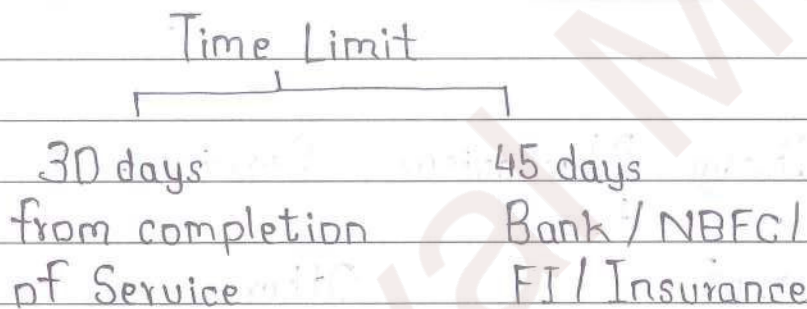 Time Limit
30 days 45 days
from completion Bank / NBFC /
of Service FI / Insurance